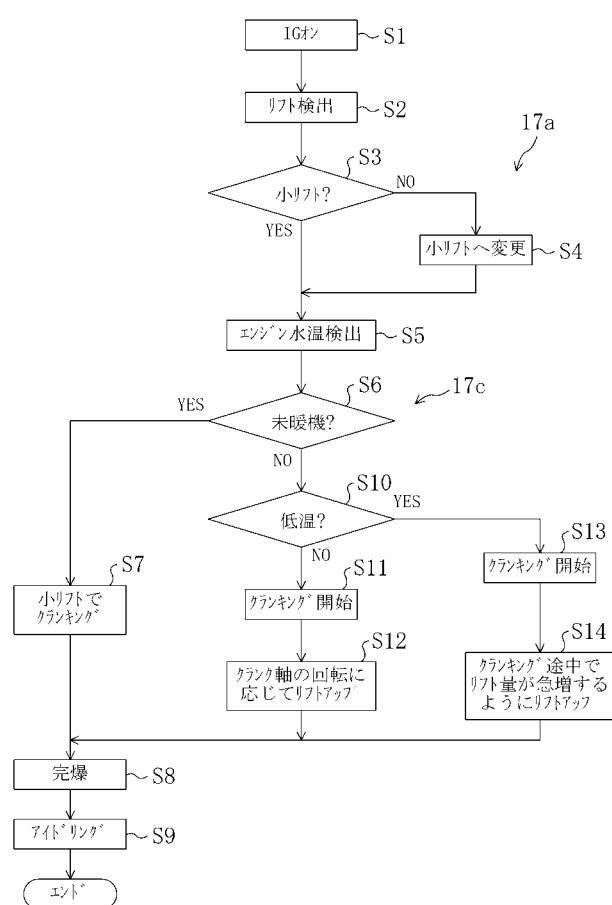 IGｵﾝ
S1
ﾘﾌﾄ検出
S2
17a
S3
小ﾘﾌﾄ?
NO
YES
小ﾘﾌﾄへ変更
S4
ｴﾝｼﾞﾝ水温検出
S5
S6
17c
YES
未暖機?
NO
S10
低温?
YES
NO
S7
小ﾘﾌﾄで
ｸﾗﾝｷﾝｸﾞ
S11
ｸﾗﾝｷﾝｸﾞ開始
S13
ｸﾗﾝｷﾝｸﾞ開始
S12
ｸﾗﾝｸ軸の回転に
応じてﾘﾌﾄｱｯﾌﾟ
S14
ｸﾗﾝｷﾝｸﾞ途中で
ﾘﾌﾄ量が急増する
ようにﾘﾌﾄｱｯﾌﾟ
完爆
S8
ｱｲﾄﾞﾘﾝｸﾞ
S9
ｴﾝﾄﾞ